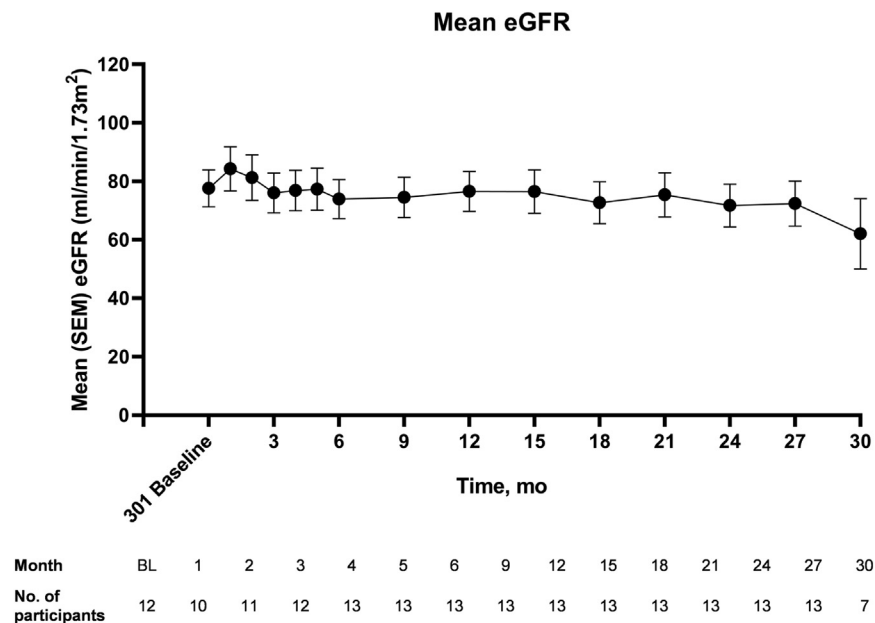 Mean eGFR
Mean (SEM) eGFR (ml/min/1.73m²)
120
100
80
60
40
20
0
301 Baseline 3 6 9 12 15 18 21 24 27 30
Time, mo
Month BL 1 2 3 4 5 6 9 12 15 18 21 24 27 30
No. of
participants 12 10 11 12 13 13 13 13 13 13 13 13 13 13 7